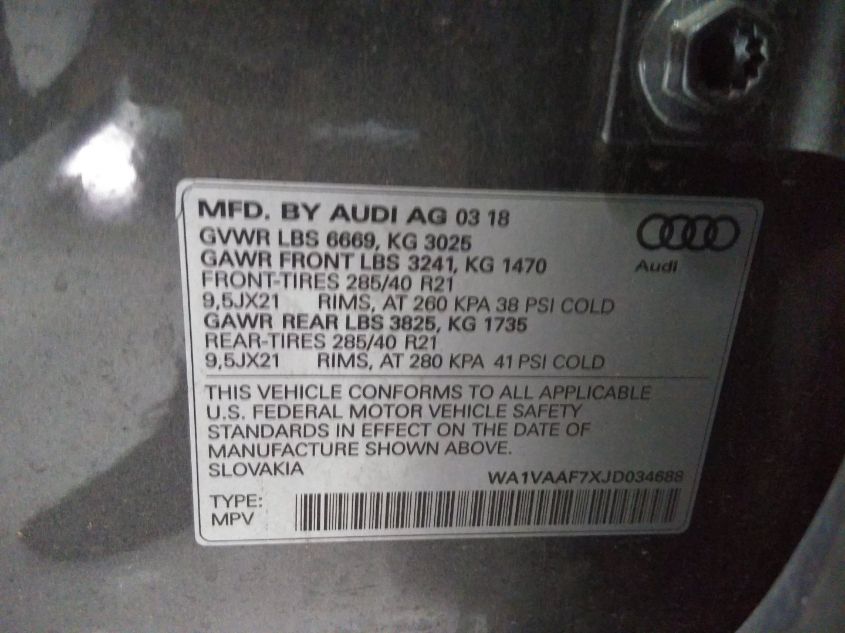 MFD. BY AUDI AG 03 18
GVWR LBS 6669, KG 3025
GAWR FRONT LBS 3241, KG 1470
FRONT-TIRES 285/40 R21
9,5JX21 RIMS, AT 260 KPA 38 PSI COLD
GAWR REAR LBS 3825, KG 1735
REAR-TIRES 285/40 R21
9,5JX21 RIMS, AT 280 KPA 41 PSI COLD
Audi
THIS VEHICLE CONFORMS TO ALL APPLICABLE
U.S. FEDERAL MOTOR VEHICLE SAFETY
STANDARDS IN EFFECT ON THE DATE OF
MANUFACTURE SHOWN ABOVE.
SLOVAKIA
WA1VAAF7XJD034688
TYPE:
MPV